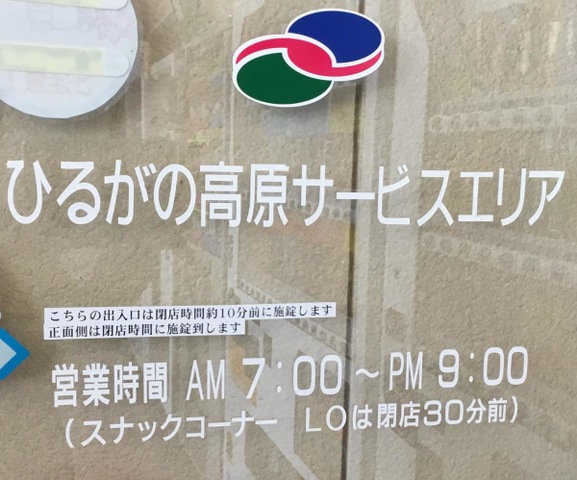 ひるがの高原サービスエリア
こちらの出入口は閉店時間約10分前に施錠します
正面側は閉店時間に施錠到します
営業時間 AM 7:00～PM 9:00
(スナックコーナー LOは閉店30分前)